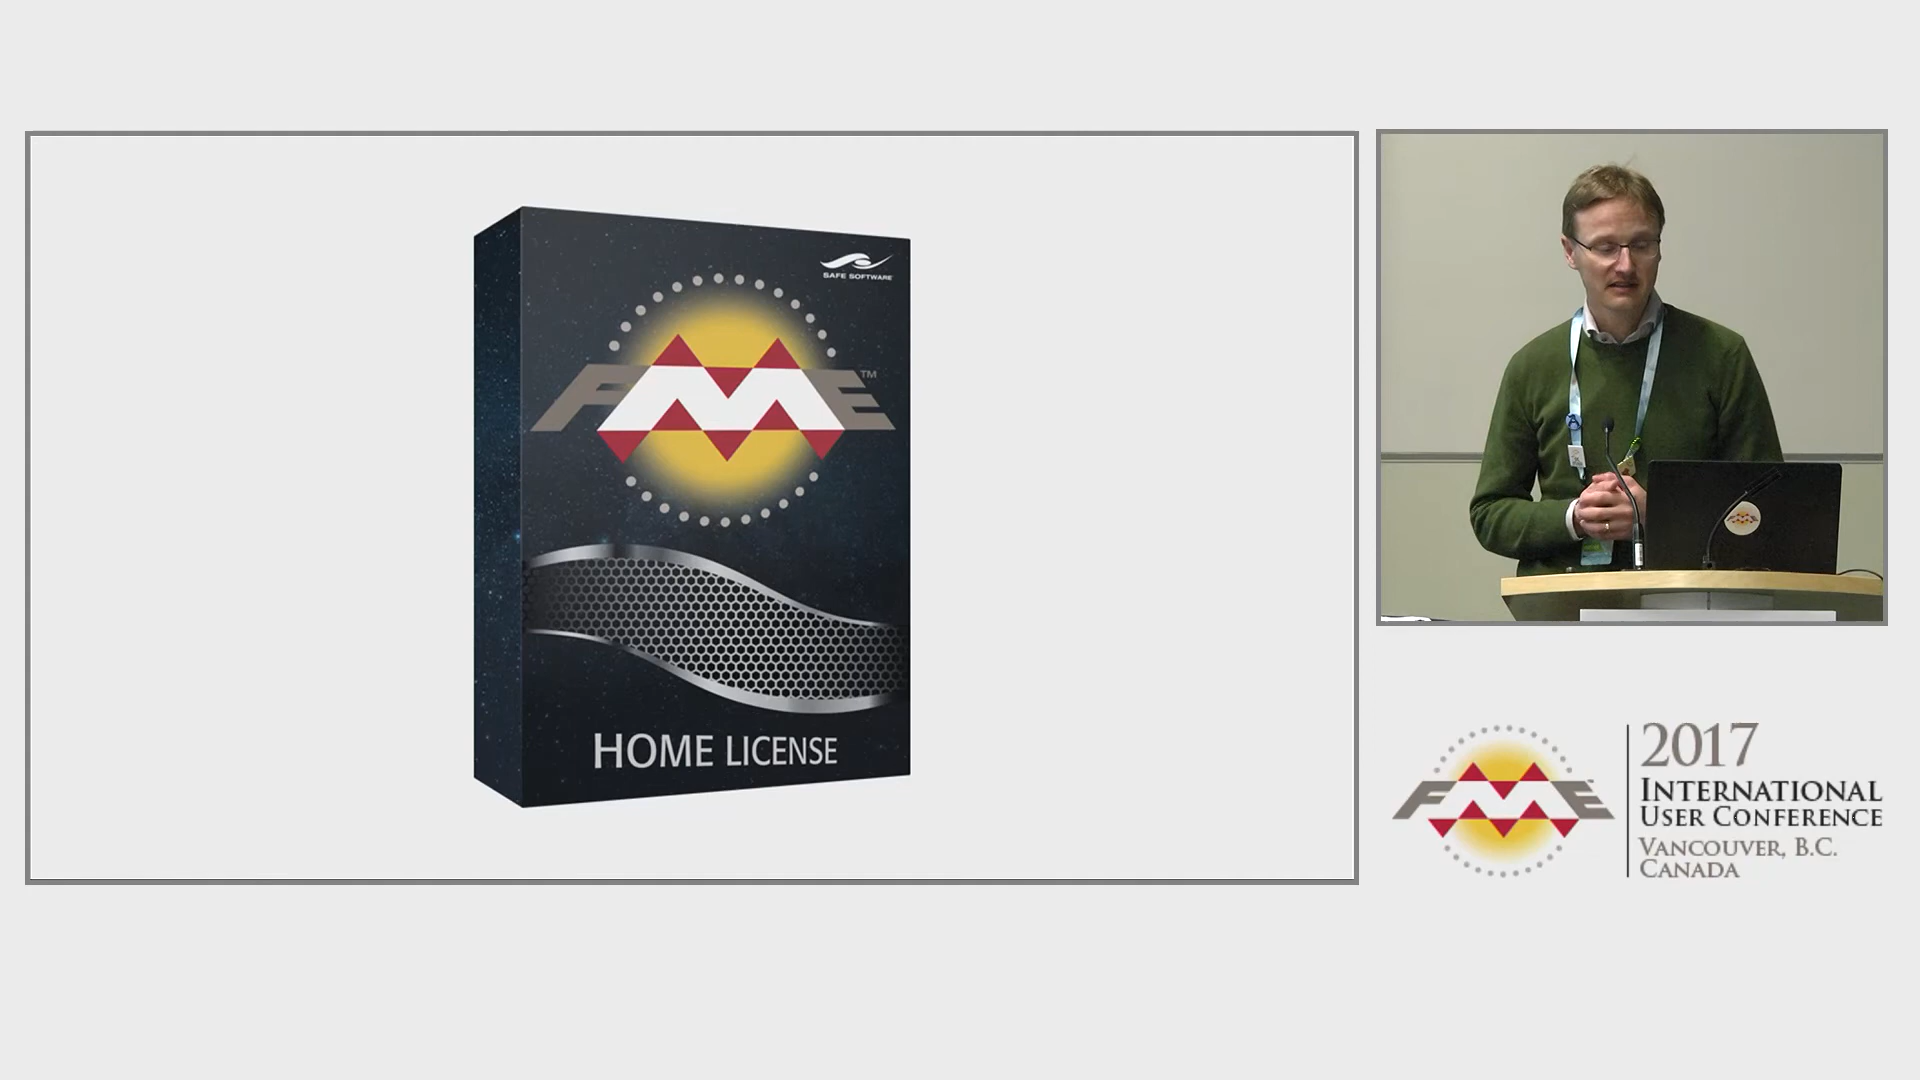 SAFE SOFTWARE
FME™
HOME LICENSE
FME
2017
INTERNATIONAL
USER CONFERENCE
VANCOUVER, B.C.
CANADA